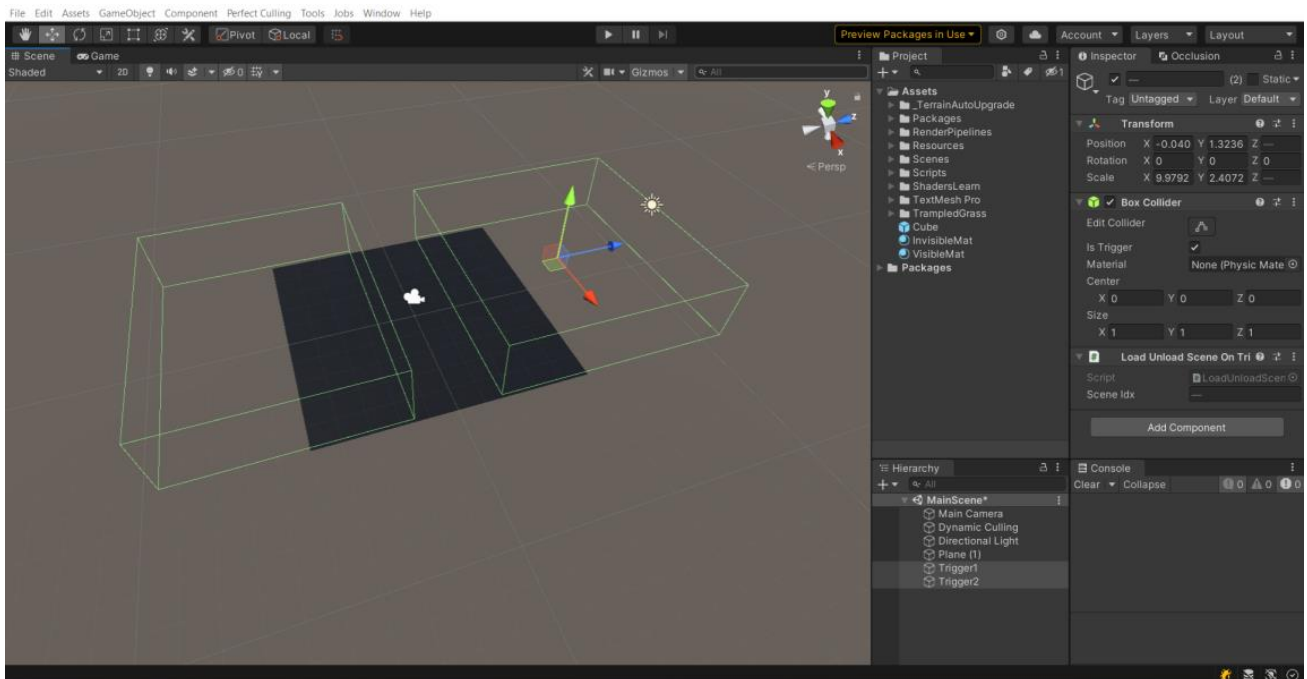 File Edit Assets GameObject Component Perfect Culling Tools Jobs Window Help
Pivot Local Preview Packages in Use Account Layers Layout
Scene Game
Shaded 2D 0 Gizmos All
y
z
x
Persp
Project
1
Assets
_TerrainAutoUpgrade
Packages
RenderPipelines
Resources
Scenes
Scripts
ShadersLearn
TextMesh Pro
TrampledGrass
Cube
InvisibleMat
VisibleMat
Packages
Hierarchy
All
MainScene*
Main Camera
Dynamic Culling
Directional Light
Plane (1)
Trigger1
Trigger2
Inspector Occlusion
— (2) Static
Tag Untagged Layer Default
Transform
Position X -0.040 Y 1.3236 Z —
Rotation X 0 Y 0 Z 0
Scale X 9.9792 Y 2.4072 Z —
Box Collider
Edit Collider
Is Trigger
Material None (Physic Mate
Center
X 0 Y 0 Z 0
Size
X 1 Y 1 Z 1
Load Unload Scene On Tri
Script LoadUnloadScen
Scene Idx —
Add Component
Console
Clear Collapse 0 0 0